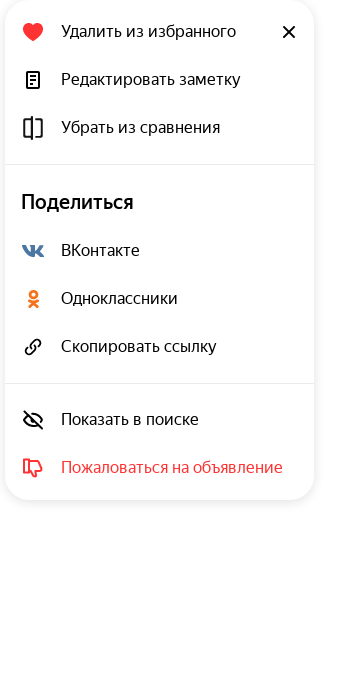 Удалить из избранного
Редактировать заметку
Убрать из сравнения
Поделиться
ВКонтакте
Одноклассники
Скопировать ссылку
Показать в поиске
Пожаловаться на объявление